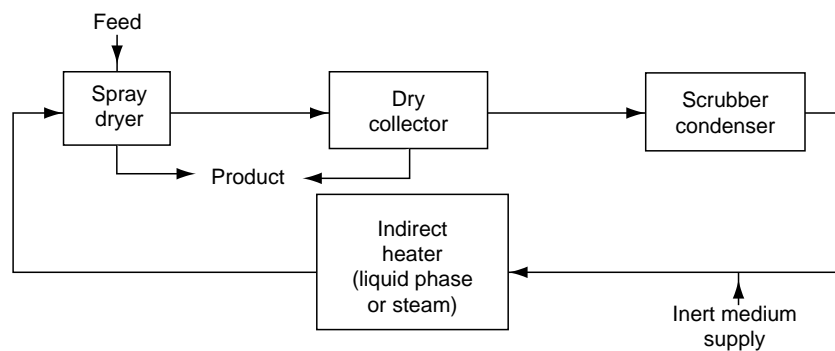 Feed
Spray
dryer
Dry
collector
Scrubber
condenser
Product
Indirect
heater
(liquid phase
or steam)
Inert medium
supply